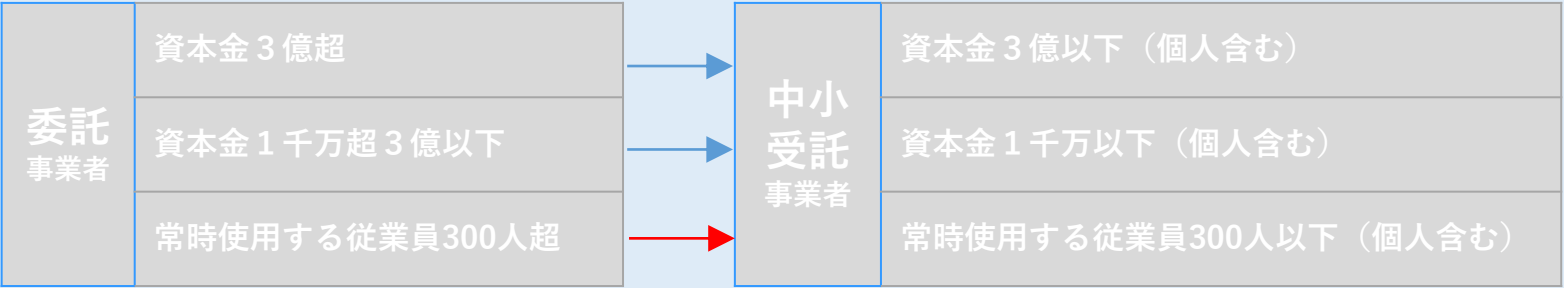 委託
事業者
資本金３億超
資本金１千万超３億以下
常時使用する従業員300人超
中小
受託
事業者
資本金３億以下（個人含む）
資本金１千万以下（個人含む）
常時使用する従業員300人以下（個人含む）